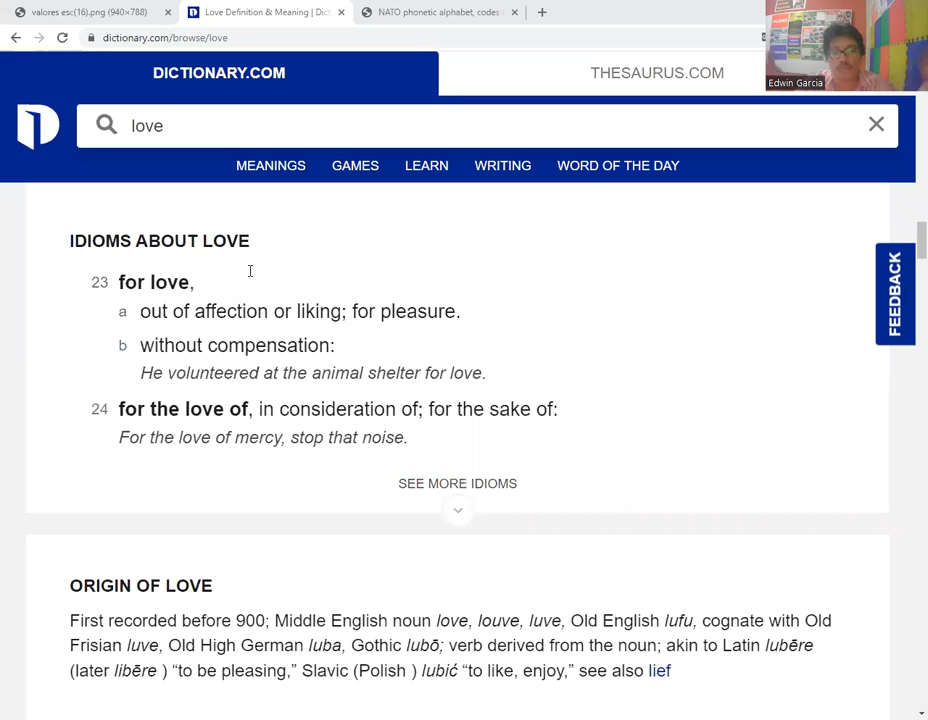 valores esc(16).png (940×788)
Love Definition & Meaning | Dict
NATO phonetic alphabet, codes
dictionary.com/browse/love
Edwin Garcia
DICTIONARY.COM
THESAURUS.COM
love
MEANINGS GAMES LEARN WRITING WORD OF THE DAY
IDIOMS ABOUT LOVE
23 for love,
a out of affection or liking; for pleasure.
b without compensation:
He volunteered at the animal shelter for love.
24 for the love of, in consideration of; for the sake of:
For the love of mercy, stop that noise.
SEE MORE IDIOMS
FEEDBACK
ORIGIN OF LOVE
First recorded before 900; Middle English noun love, louve, luve, Old English lufu, cognate with Old
Frisian luve, Old High German luba, Gothic lubō; verb derived from the noun; akin to Latin lubēre
(later libēre ) “to be pleasing,” Slavic (Polish ) lubić “to like, enjoy,” see also lief